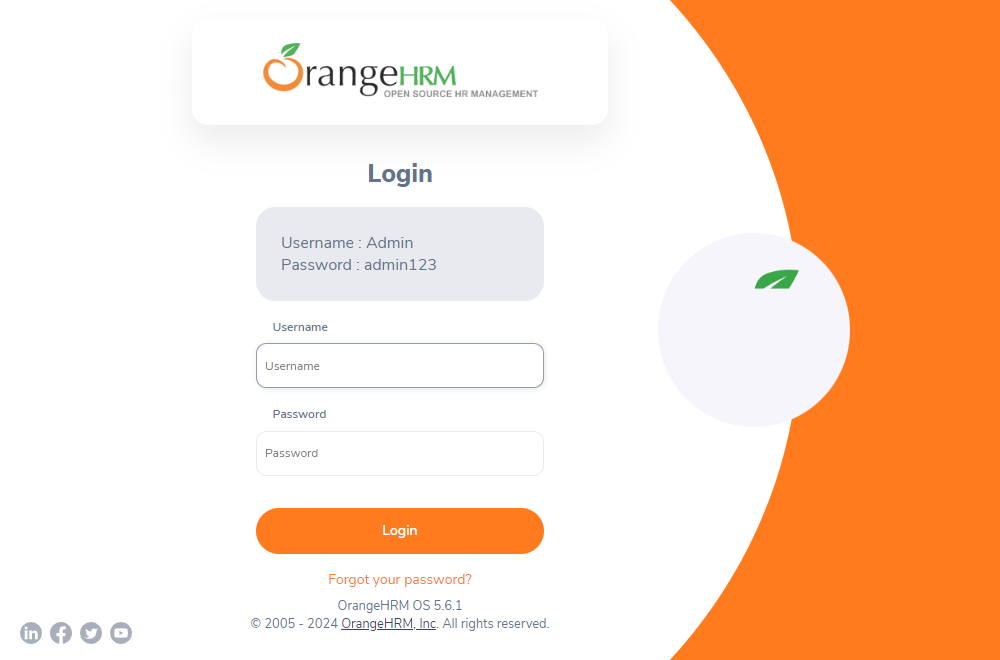 OrangeHRM
OPEN SOURCE HR MANAGEMENT
Login
Username : Admin
Password : admin123
Username
Username
Password
Password
Login
Forgot your password?
OrangeHRM OS 5.6.1
© 2005 - 2024 OrangeHRM, Inc. All rights reserved.
in